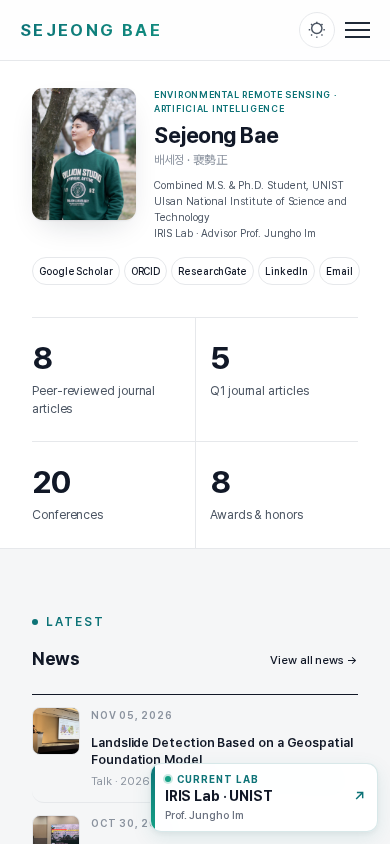 SEJEONG BAE
ENVIRONMENTAL REMOTE SENSING ·
ARTIFICIAL INTELLIGENCE
Sejeong Bae
배세정 · 裵勢正
Combined M.S. & Ph.D. Student, UNIST
Ulsan National Institute of Science and
Technology
IRIS Lab · Advisor Prof. Jungho Im
Google Scholar ORCID ResearchGate LinkedIn Email
8
Peer-reviewed journal
articles
5
Q1 journal articles
20
Conferences
8
Awards & honors
LATEST
News
View all news →
NOV 05, 2026
Landslide Detection Based on a Geospatial
Foundation Model
Talk · 2026
OCT 30, 2
CURRENT LAB
IRIS Lab · UNIST
Prof. Jungho Im